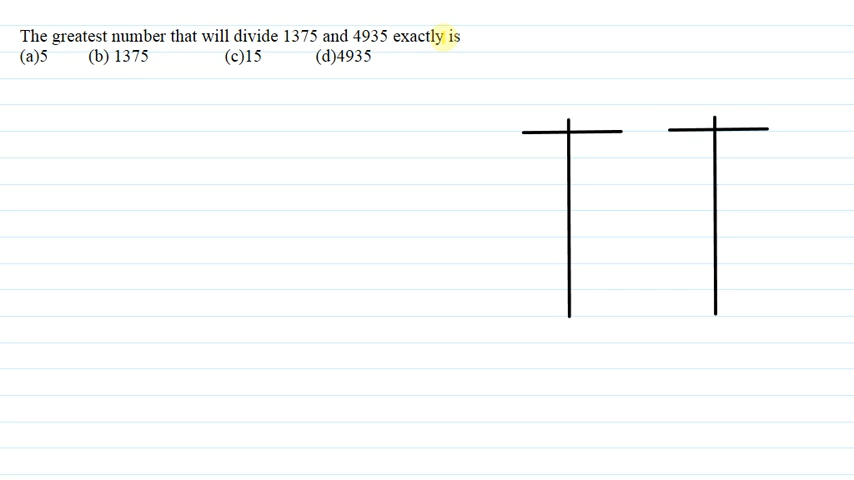 The greatest number that will divide 1375 and 4935 exactly is
(a)5 (b) 1375 (c)15 (d)4935